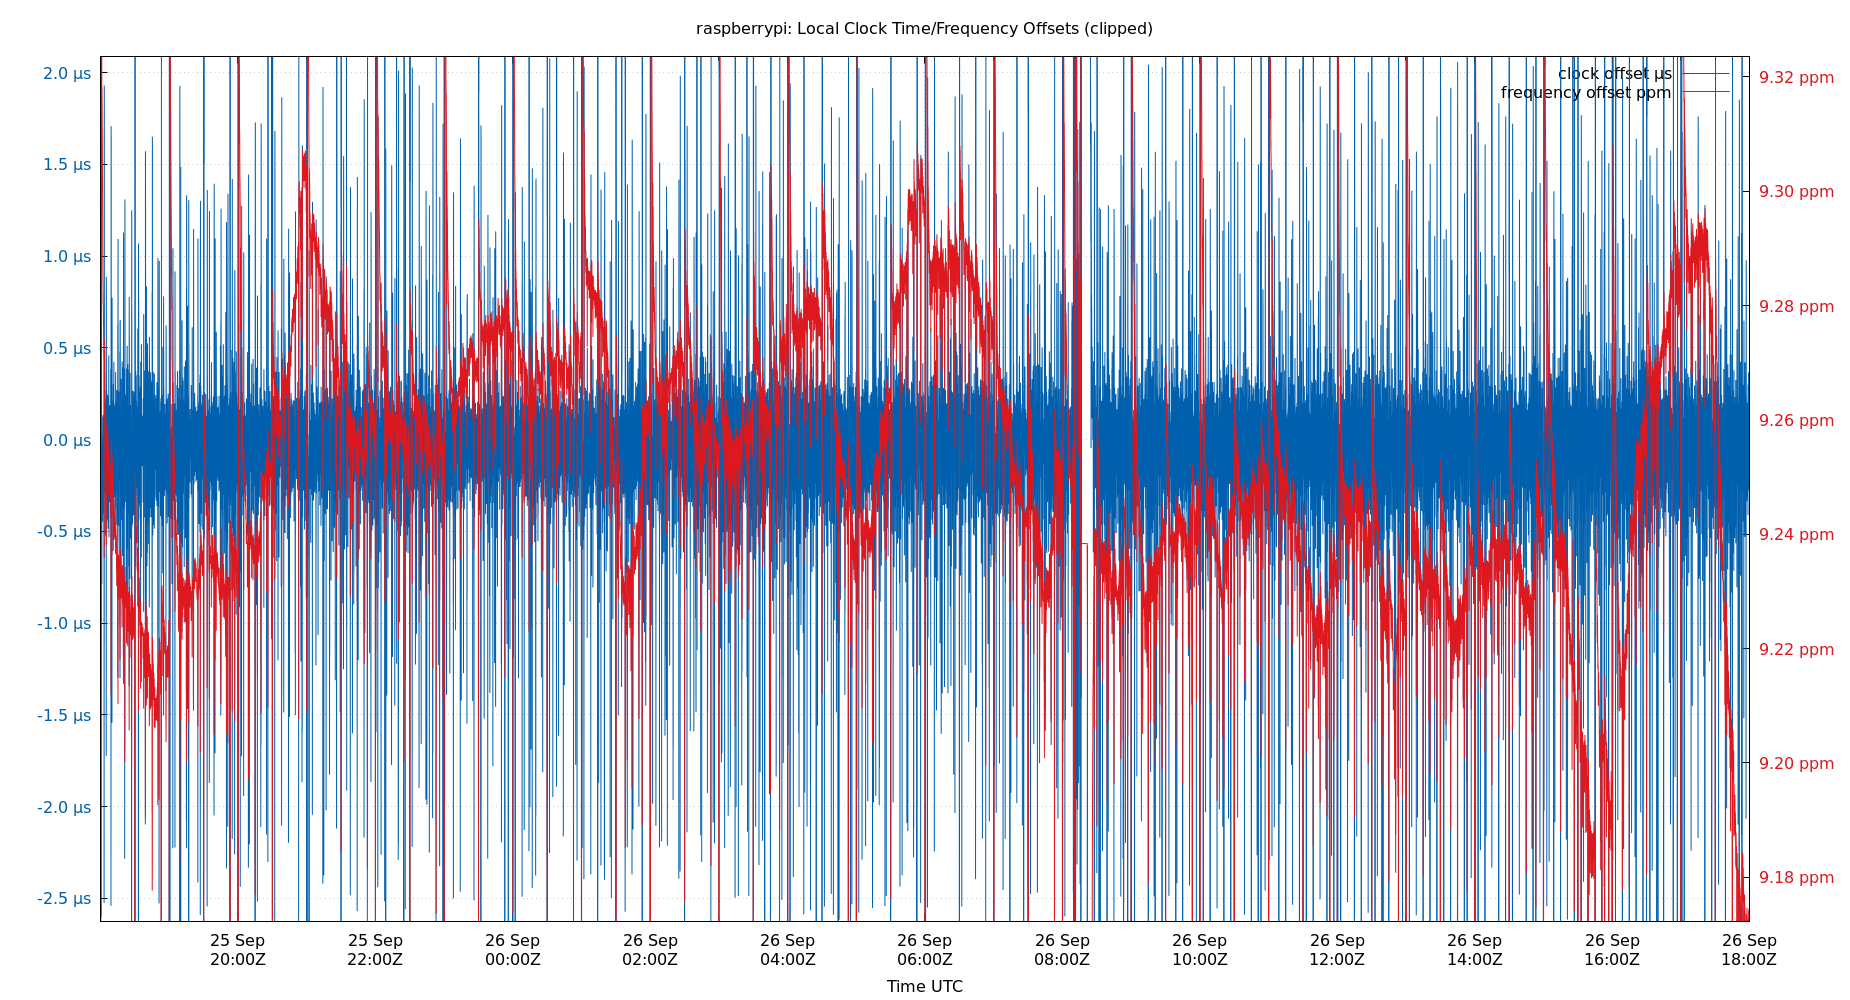 raspberrypi: Local Clock Time/Frequency Offsets (clipped)
clock offset µs
frequency offset ppm
2.0 µs
1.5 µs
1.0 µs
0.5 µs
0.0 µs
-0.5 µs
-1.0 µs
-1.5 µs
-2.0 µs
-2.5 µs
9.32 ppm
9.30 ppm
9.28 ppm
9.26 ppm
9.24 ppm
9.22 ppm
9.20 ppm
9.18 ppm
25 Sep 25 Sep 26 Sep 26 Sep 26 Sep 26 Sep 26 Sep 26 Sep 26 Sep 26 Sep 26 Sep 26 Sep
20:00Z 22:00Z 00:00Z 02:00Z 04:00Z 06:00Z 08:00Z 10:00Z 12:00Z 14:00Z 16:00Z 18:00Z
Time UTC